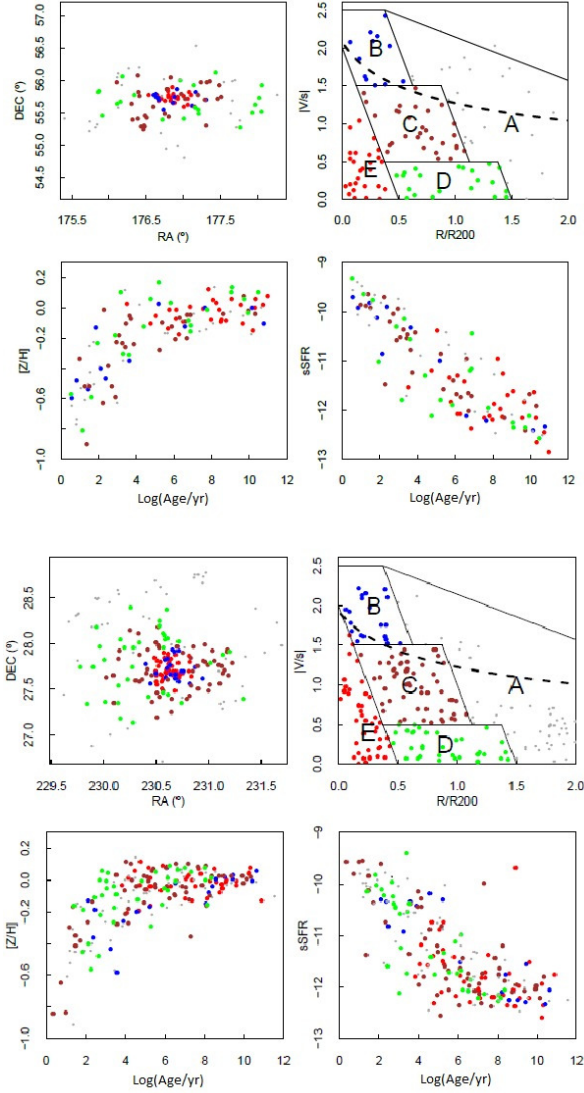 DEC (º)
57.0
56.5
56.0
55.5
55.0
54.5
175.5 176.5 177.5
RA (º)
|V/s|
2.5
2.0
1.5
1.0
0.5
0.0
B
A
C
E
D
0.0 0.5 1.0 1.5 2.0
R/R200
[Z/H]
0.2
0.0
−0.2
−0.6
−1.0
0 2 4 6 8 10 12
Log(Age/yr)
sSFR
−9
−10
−11
−12
−13
0 2 4 6 8 10 12
Log(Age/yr)
DEC (º)
28.5
28.0
27.5
27.0
229.5 230.0 230.5 231.0 231.5
RA (º)
|V/s|
2.5
2.0
1.5
1.0
0.5
0.0
B
A
C
E
D
0.0 0.5 1.0 1.5 2.0
R/R200
[Z/H]
0.2
0.0
−0.2
−0.6
−1.0
0 2 4 6 8 10 12
Log(Age/yr)
sSFR
−9
−10
−11
−12
−13
0 2 4 6 8 10 12
Log(Age/yr)